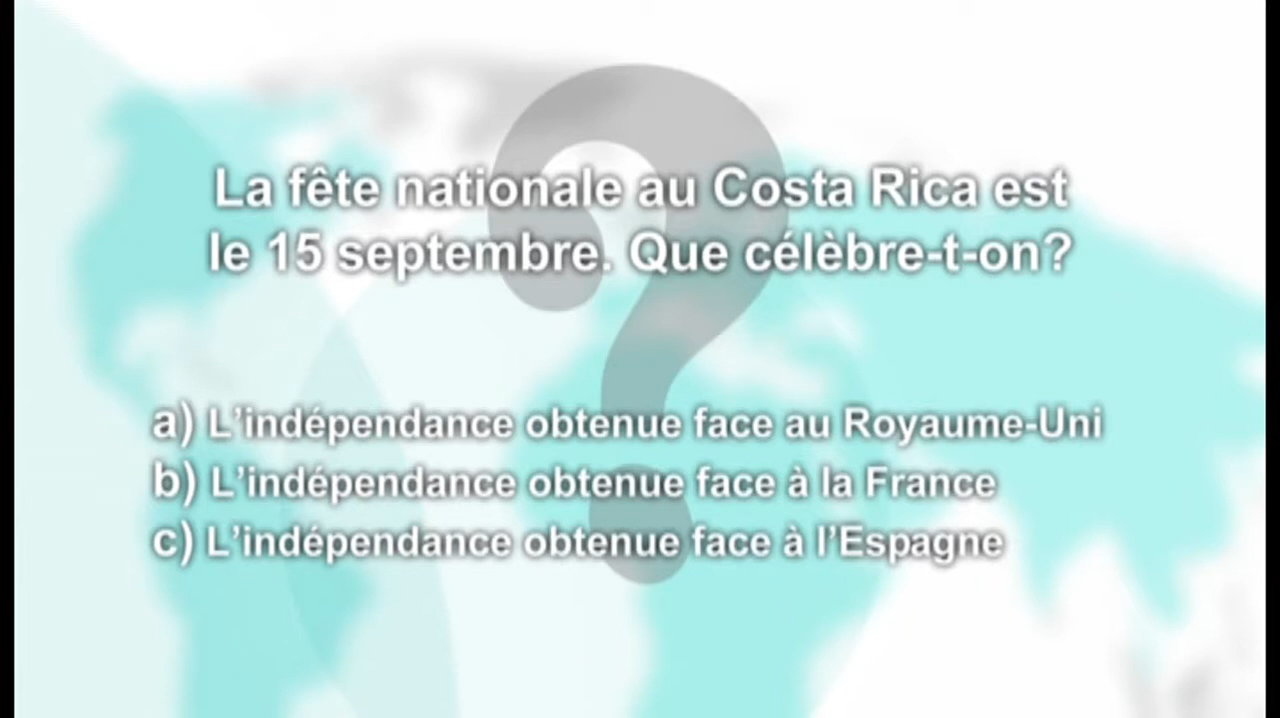 La fête nationale au Costa Rica est
le 15 septembre. Que célèbre-t-on?
a) L'indépendance obtenue face au Royaume-Uni
b) L'indépendance obtenue face à la France
c) L'indépendance obtenue face à l'Espagne